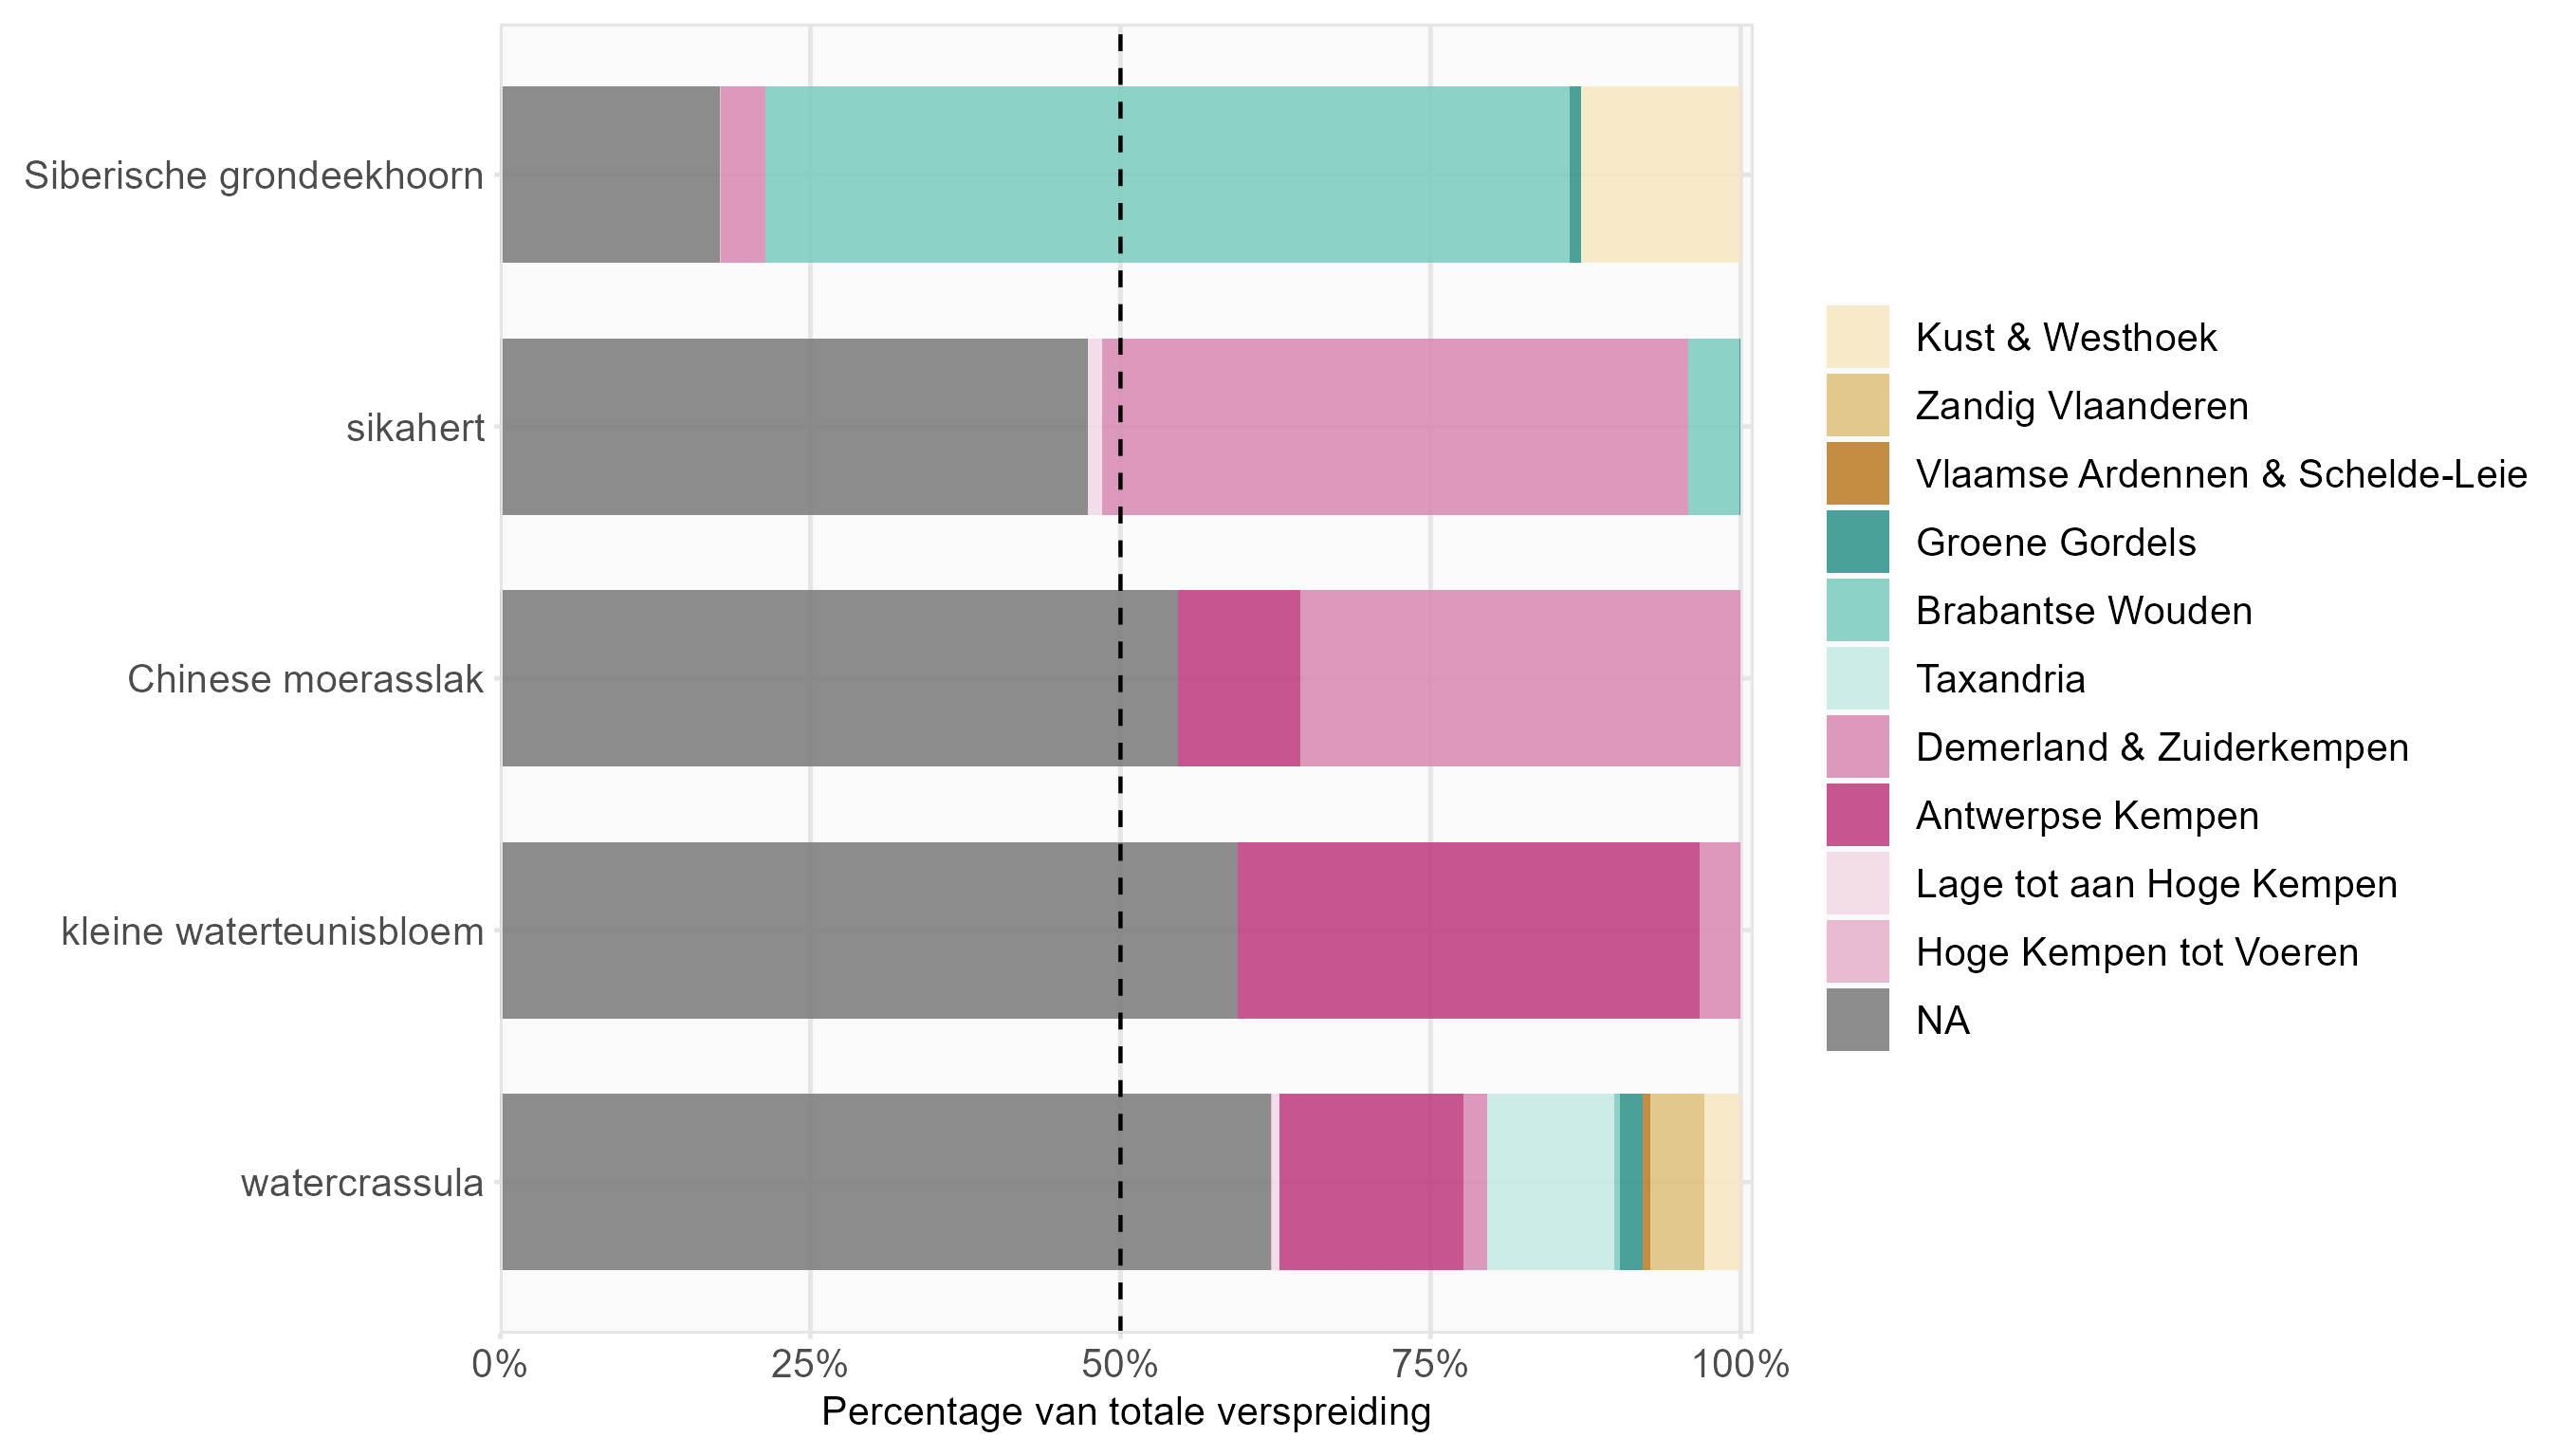 Siberische grondeekhoorn
sikahert
Chinese moerasslak
kleine waterteunisbloem
watercrassula
0% 25% 50% 75% 100%
Percentage van totale verspreiding
Kust & Westhoek
Zandig Vlaanderen
Vlaamse Ardennen & Schelde-Leie
Groene Gordels
Brabantse Wouden
Taxandria
Demerland & Zuiderkempen
Antwerpse Kempen
Lage tot aan Hoge Kempen
Hoge Kempen tot Voeren
NA